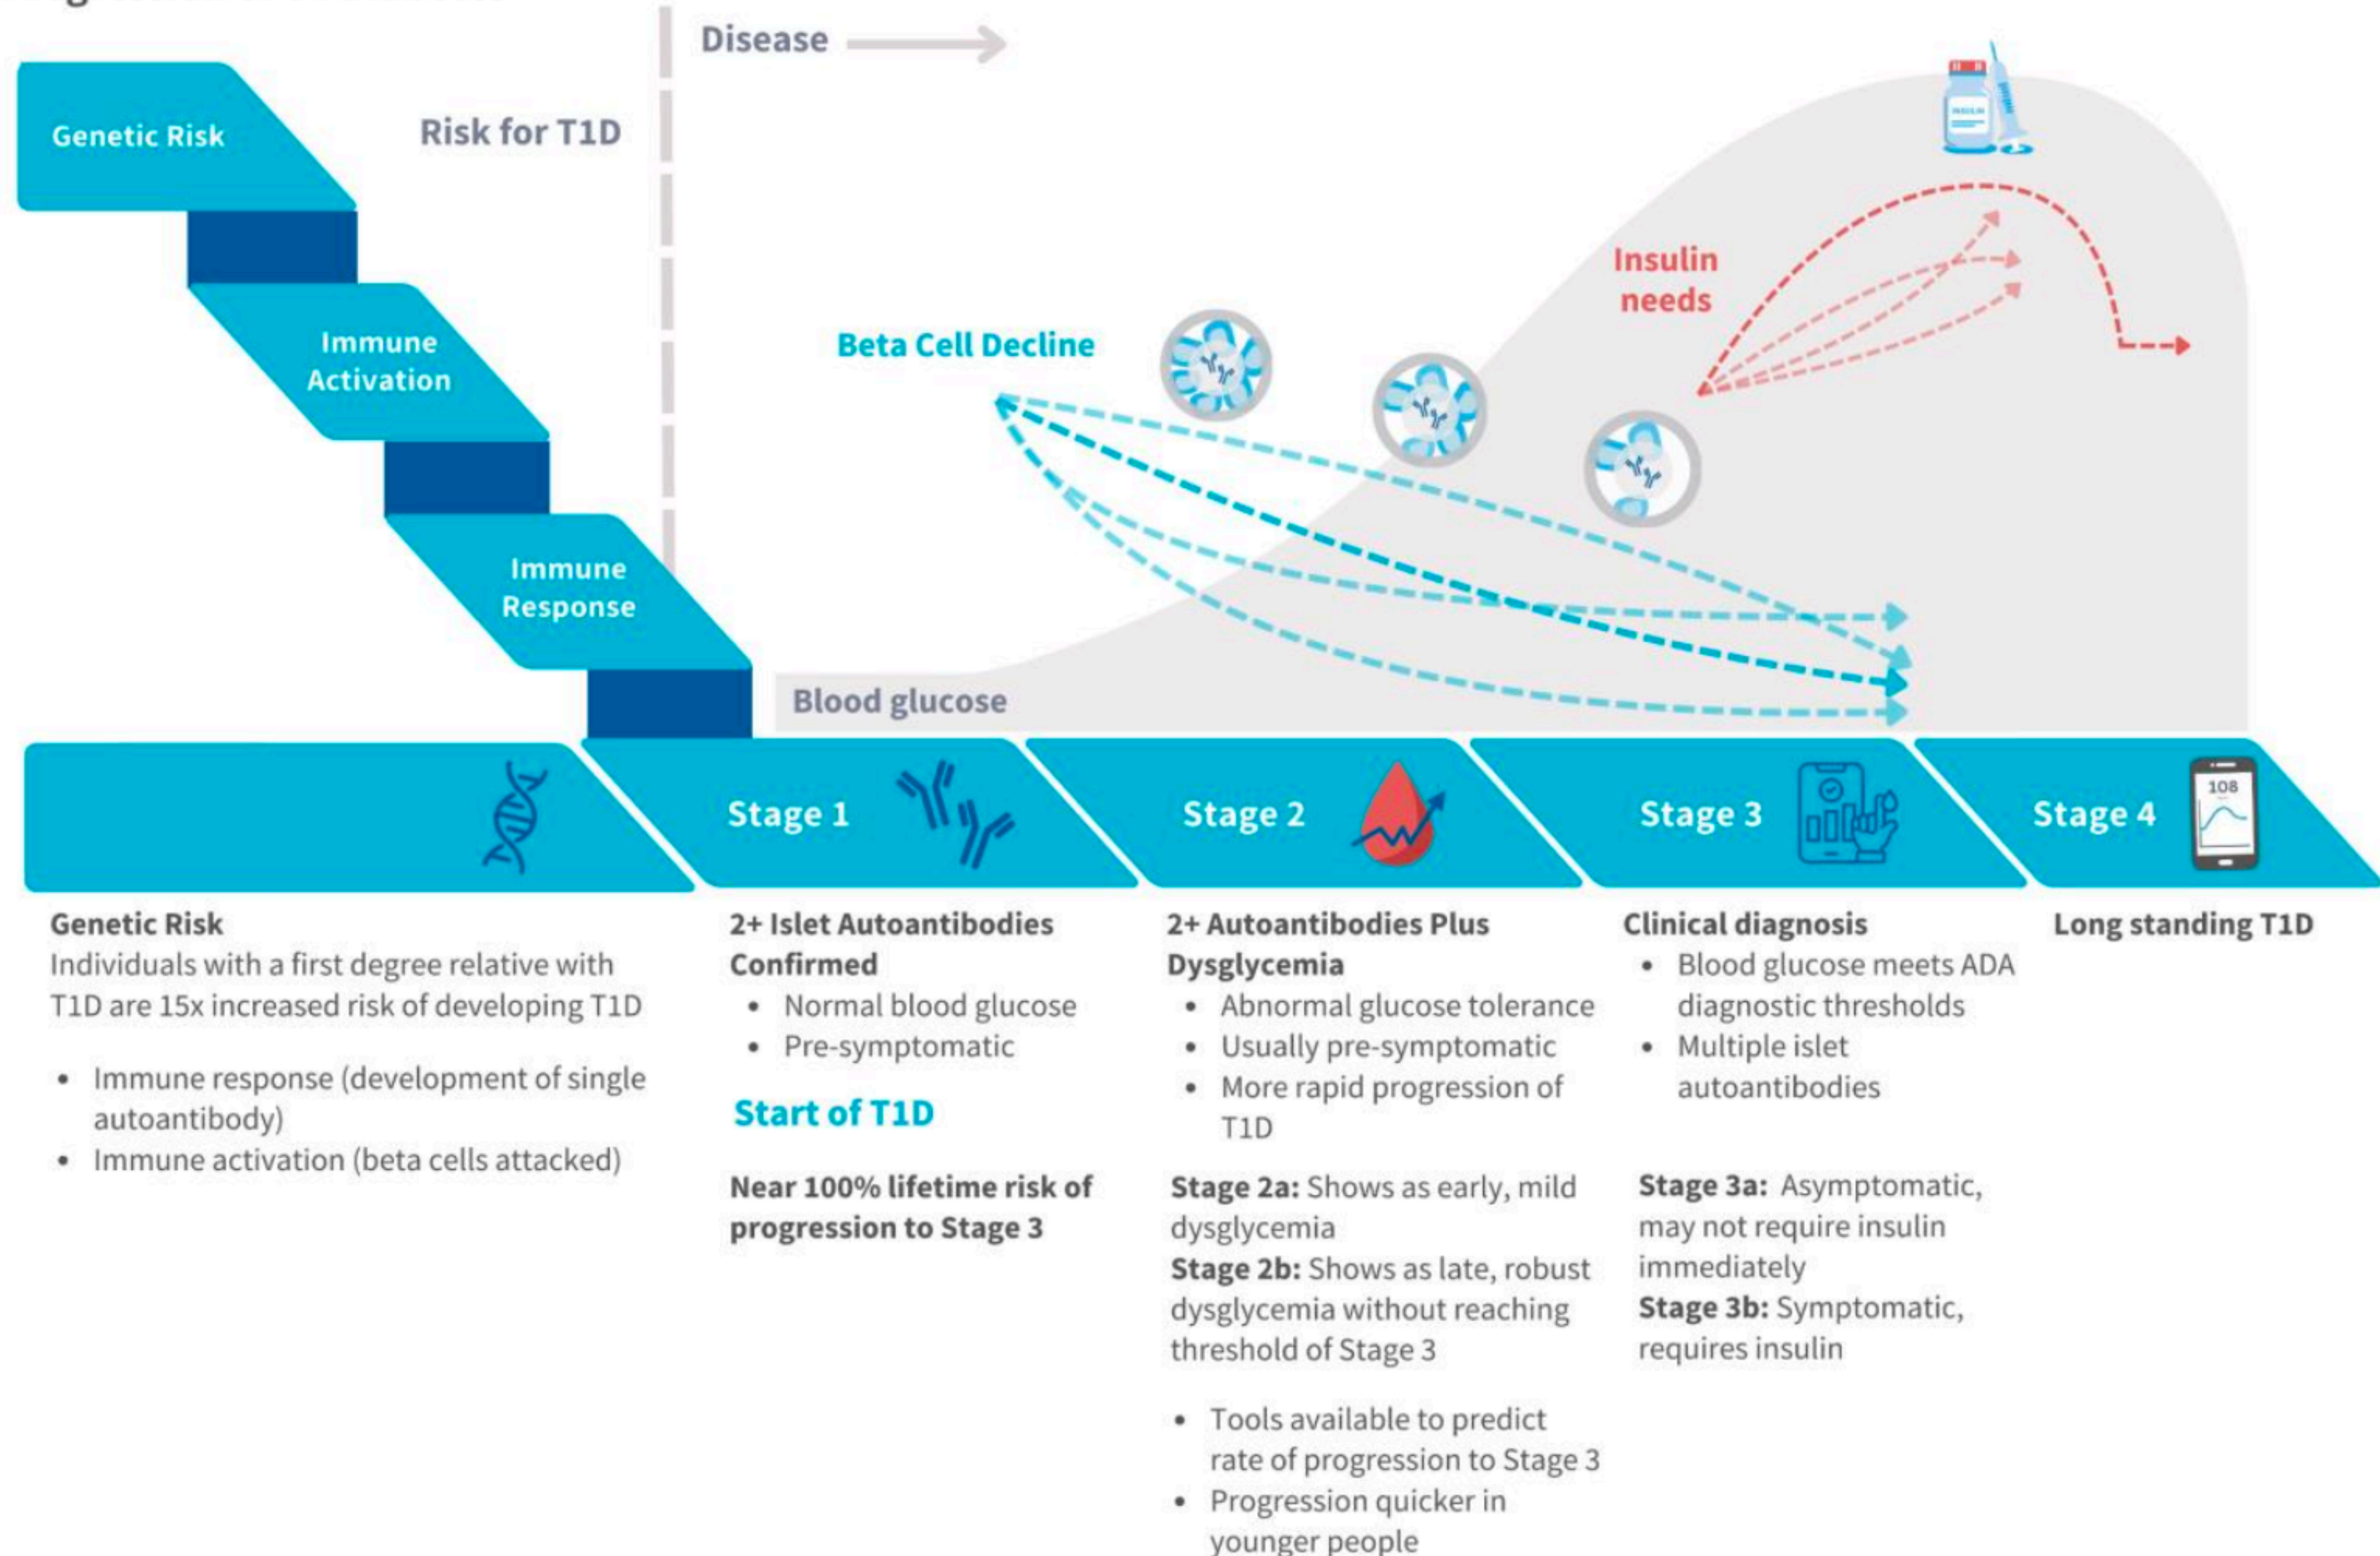 Disease
Genetic Risk
Risk for T1D
Immune
Activation
Immune
Response
Beta Cell Decline
Insulin
needs
INSULIN
Blood glucose
Stage 1
Stage 2
Stage 3
Stage 4
108
Genetic Risk
Individuals with a first degree relative with
T1D are 15x increased risk of developing T1D
• Immune response (development of single
autoantibody)
• Immune activation (beta cells attacked)
2+ Islet Autoantibodies
Confirmed
• Normal blood glucose
• Pre-symptomatic
Start of T1D
Near 100% lifetime risk of
progression to Stage 3
2+ Autoantibodies Plus
Dysglycemia
• Abnormal glucose tolerance
• Usually pre-symptomatic
• More rapid progression of
T1D
Stage 2a: Shows as early, mild
dysglycemia
Stage 2b: Shows as late, robust
dysglycemia without reaching
threshold of Stage 3
• Tools available to predict
rate of progression to Stage 3
• Progression quicker in
younger people
Clinical diagnosis
• Blood glucose meets ADA
diagnostic thresholds
• Multiple islet
autoantibodies
Stage 3a: Asymptomatic,
may not require insulin
immediately
Stage 3b: Symptomatic,
requires insulin
Long standing T1D